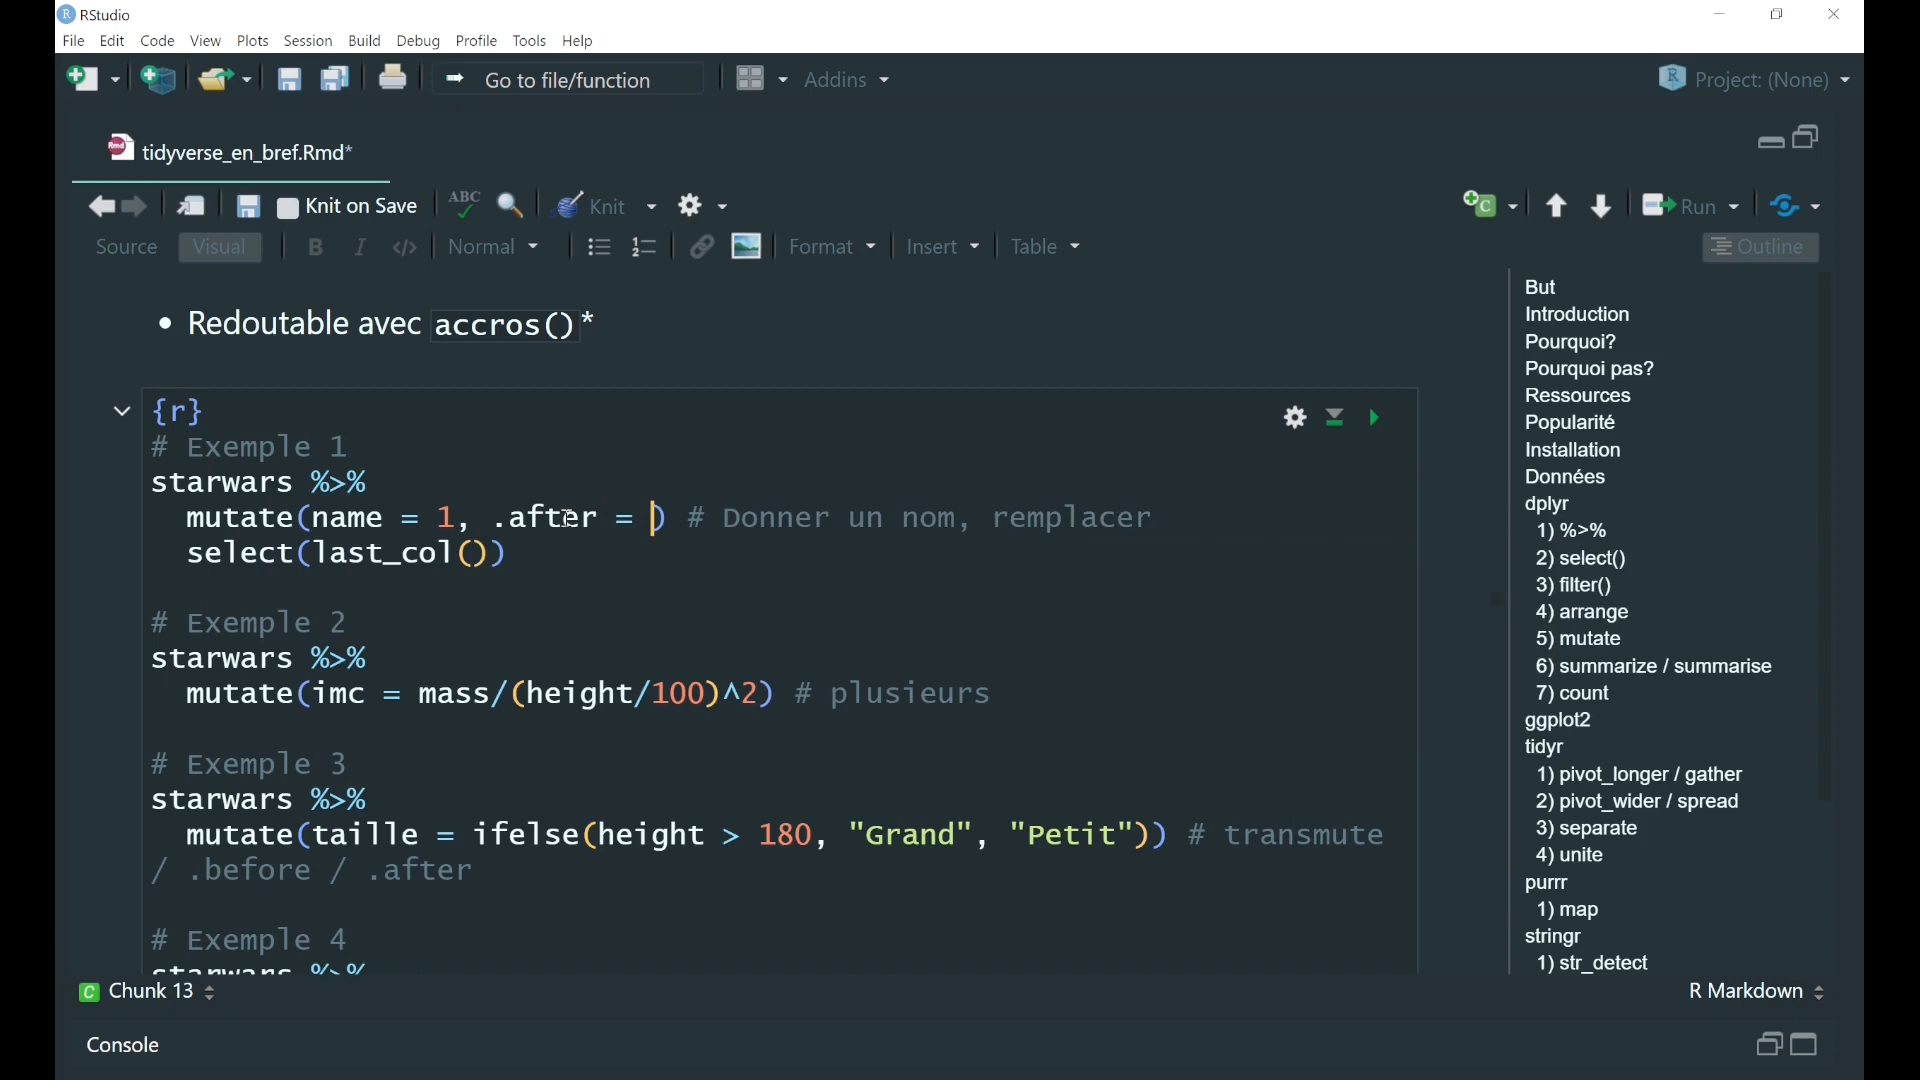 RStudio
File Edit Code View Plots Session Build Debug Profile Tools Help
Go to file/function Addins Project: (None)
tidyverse_en_bref.Rmd*
Knit on Save ABC Knit Run
Source Visual B I </> Normal Format Insert Table Outline
• Redoutable avec accros()*
{r}
# Exemple 1
starwars %>%
mutate(name = 1, .after = ) # Donner un nom, remplacer
select(last_col())
# Exemple 2
starwars %>%
mutate(imc = mass/(height/100)^2) # plusieurs
# Exemple 3
starwars %>%
mutate(taille = ifelse(height > 180, "Grand", "Petit")) # transmute
/ .before / .after
# Exemple 4
starwars %>%
But
Introduction
Pourquoi?
Pourquoi pas?
Ressources
Popularité
Installation
Données
dplyr
1) %>%
2) select()
3) filter()
4) arrange
5) mutate
6) summarize / summarise
7) count
ggplot2
tidyr
1) pivot_longer / gather
2) pivot_wider / spread
3) separate
4) unite
purrr
1) map
stringr
1) str_detect
C Chunk 13 R Markdown
Console